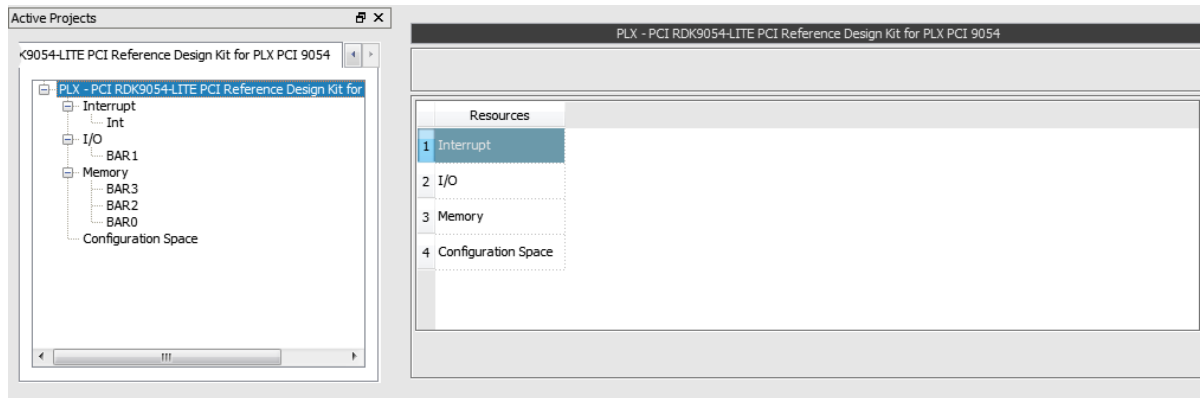 Active Projects
K9054-LITE PCI Reference Design Kit for PLX PCI 9054
PLX - PCI RDK9054-LITE PCI Reference Design Kit for
Interrupt
Int
I/O
BAR1
Memory
BAR3
BAR2
BAR0
Configuration Space
PLX - PCI RDK9054-LITE PCI Reference Design Kit for PLX PCI 9054
Resources
1 Interrupt
2 I/O
3 Memory
4 Configuration Space